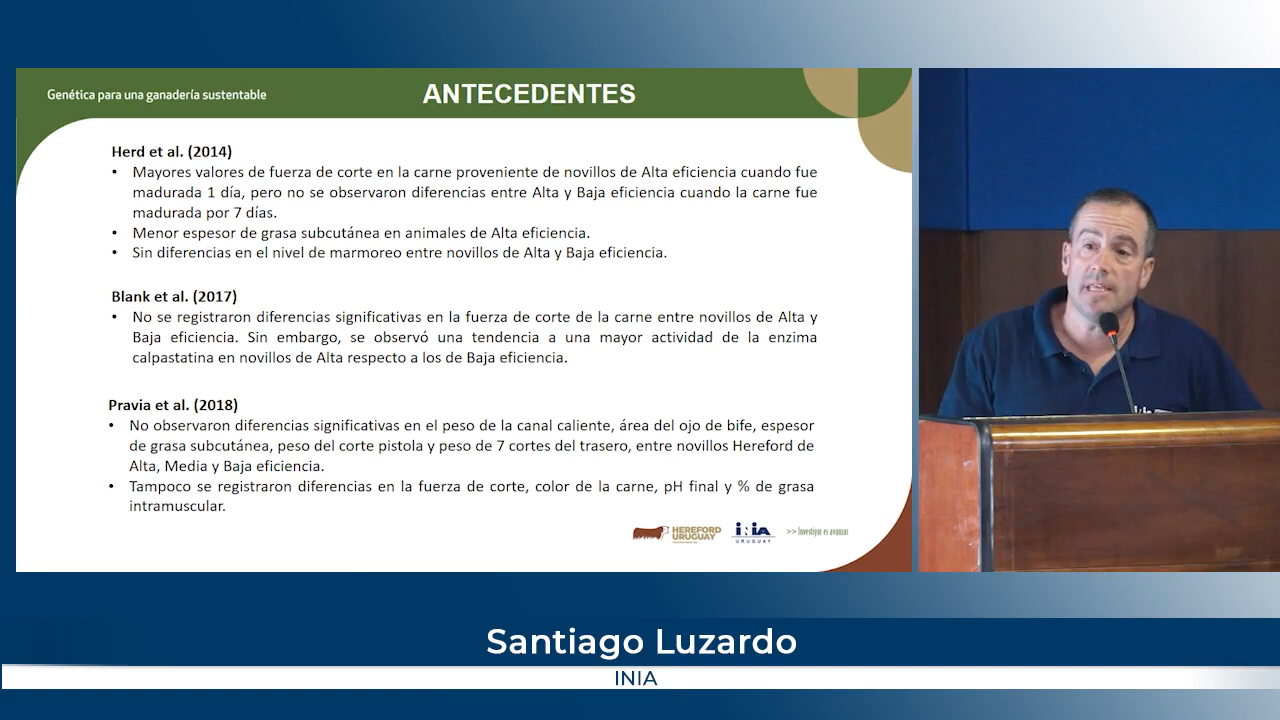 Genética para una ganadería sustentable
ANTECEDENTES
Herd et al. (2014)
• Mayores valores de fuerza de corte en la carne proveniente de novillos de Alta eficiencia cuando fue
madurada 1 día, pero no se observaron diferencias entre Alta y Baja eficiencia cuando la carne fue
madurada por 7 días.
• Menor espesor de grasa subcutánea en animales de Alta eficiencia.
• Sin diferencias en el nivel de marmoreo entre novillos de Alta y Baja eficiencia.
Blank et al. (2017)
• No se registraron diferencias significativas en la fuerza de corte de la carne entre novillos de Alta y
Baja eficiencia. Sin embargo, se observó una tendencia a una mayor actividad de la enzima
calpastatina en novillos de Alta respecto a los de Baja eficiencia.
Pravia et al. (2018)
• No observaron diferencias significativas en el peso de la canal caliente, área del ojo de bife, espesor
de grasa subcutánea, peso del corte pistola y peso de 7 cortes del trasero, entre novillos Hereford de
Alta, Media y Baja eficiencia.
• Tampoco se registraron diferencias en la fuerza de corte, color de la carne, pH final y % de grasa
intramuscular.
HEREFORD
URUGUAY
INIA
URUGUAY
>> Investigar es avanzar
Santiago Luzardo
INIA